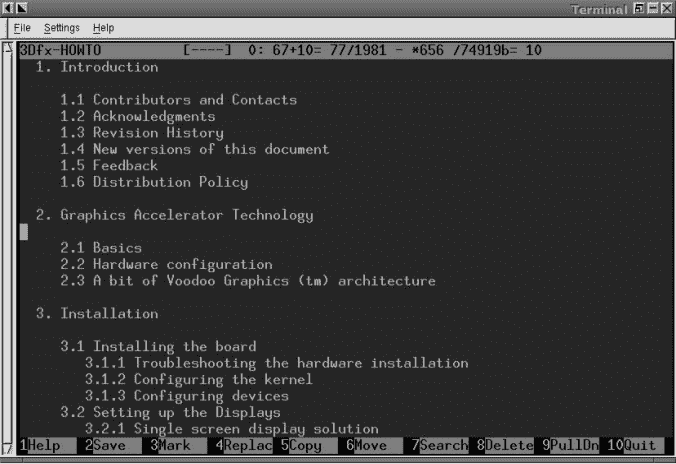 Terminal
File Settings Help
3Dfx-HOWTO [----] 0: 67+10= 77/1981 - *656 /74919b= 10
1. Introduction
1.1 Contributors and Contacts
1.2 Acknowledgments
1.3 Revision History
1.4 New versions of this document
1.5 Feedback
1.6 Distribution Policy
2. Graphics Accelerator Technology
2.1 Basics
2.2 Hardware configuration
2.3 A bit of Voodoo Graphics (tm) architecture
3. Installation
3.1 Installing the board
3.1.1 Troubleshooting the hardware installation
3.1.2 Configuring the kernel
3.1.3 Configuring devices
3.2 Setting up the Displays
3.2.1 Single screen display solution
1Help 2Save 3Mark 4Replac 5Copy 6Move 7Search 8Delete 9PullDn 10Quit